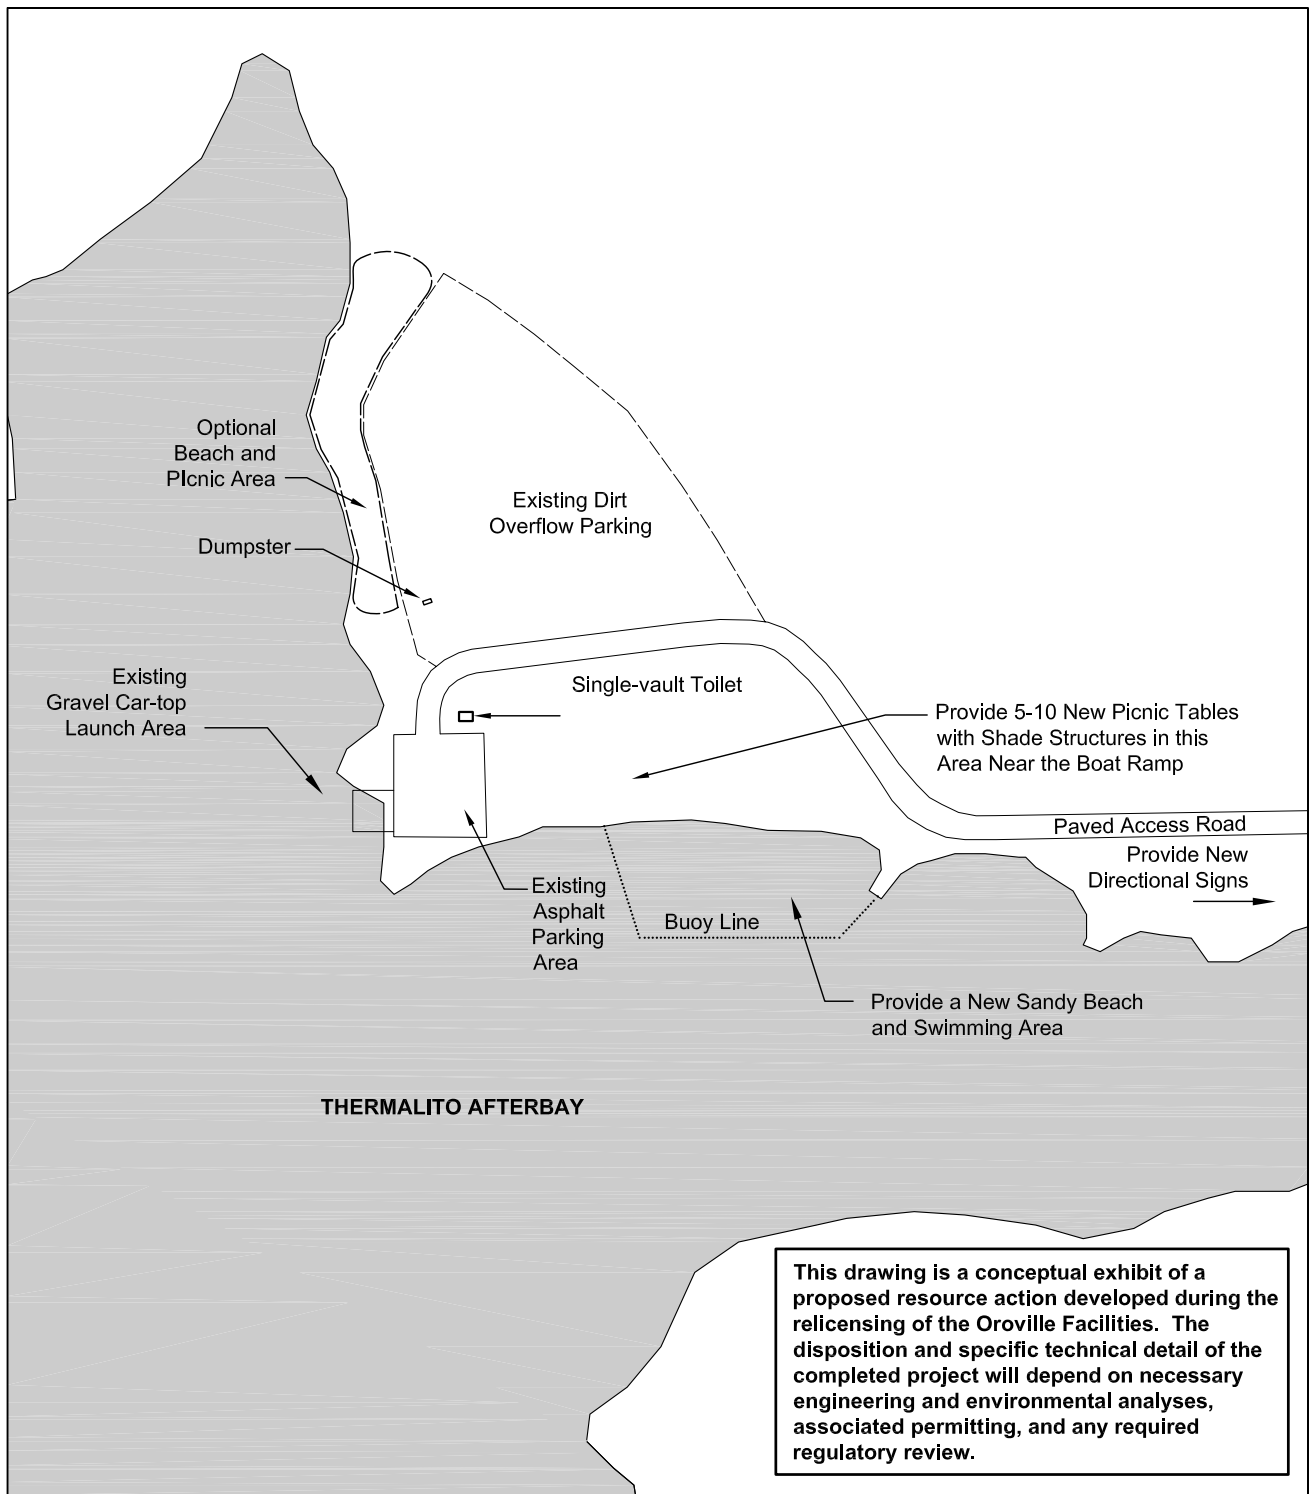 Optional
Beach and
PIcnic Area
Existing Dirt
Overflow Parking
Dumpster
Existing
Gravel Car-top
Launch Area
Single-vault Toilet
Provide 5-10 New Picnic Tables
with Shade Structures in this
Area Near the Boat Ramp
Paved Access Road
Provide New
Directional Signs
Existing
Asphalt
Parking
Area
Buoy Line
Provide a New Sandy Beach
and Swimming Area
THERMALITO AFTERBAY
This drawing is a conceptual exhibit of a
proposed resource action developed during the
relicensing of the Oroville Facilities. The
disposition and specific technical detail of the
completed project will depend on necessary
engineering and environmental analyses,
associated permitting, and any required
regulatory review.